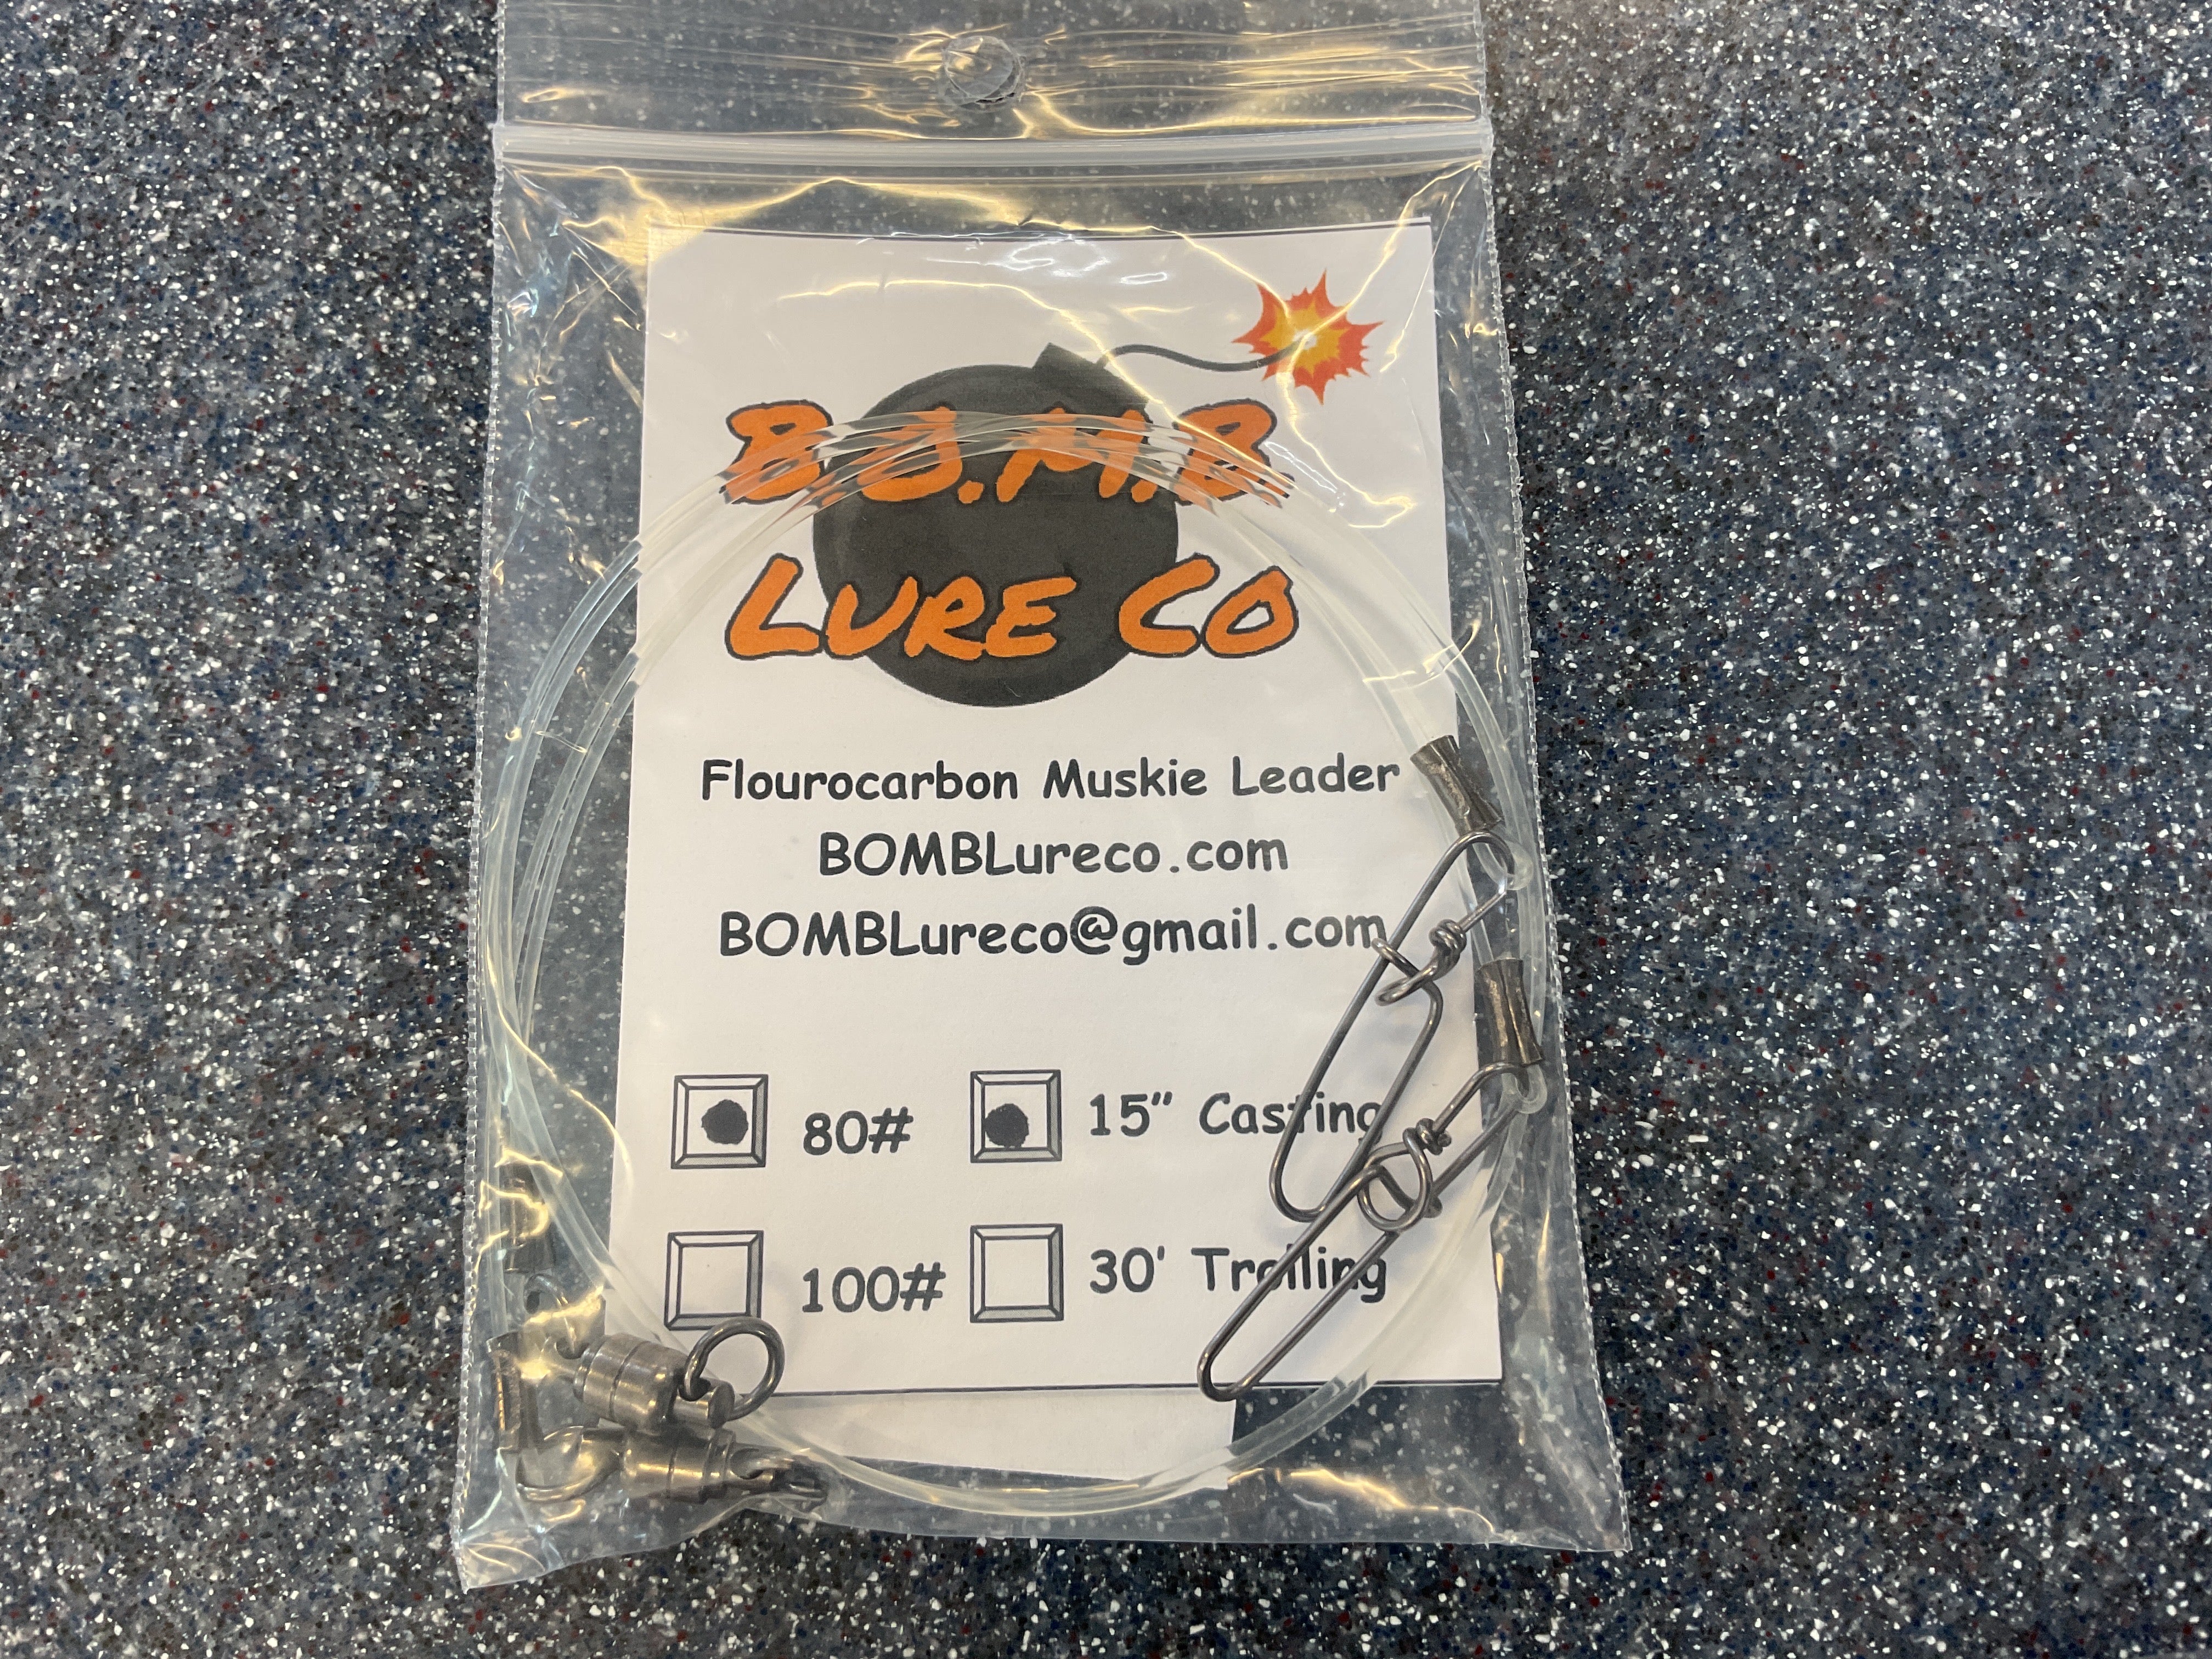 B.O.M.B.
LURE CO
Flourocarbon Muskie Leader
BOMBLureco.com
BOMBLureco@gmail.com
80# 15" Casting
100# 30' Trolling